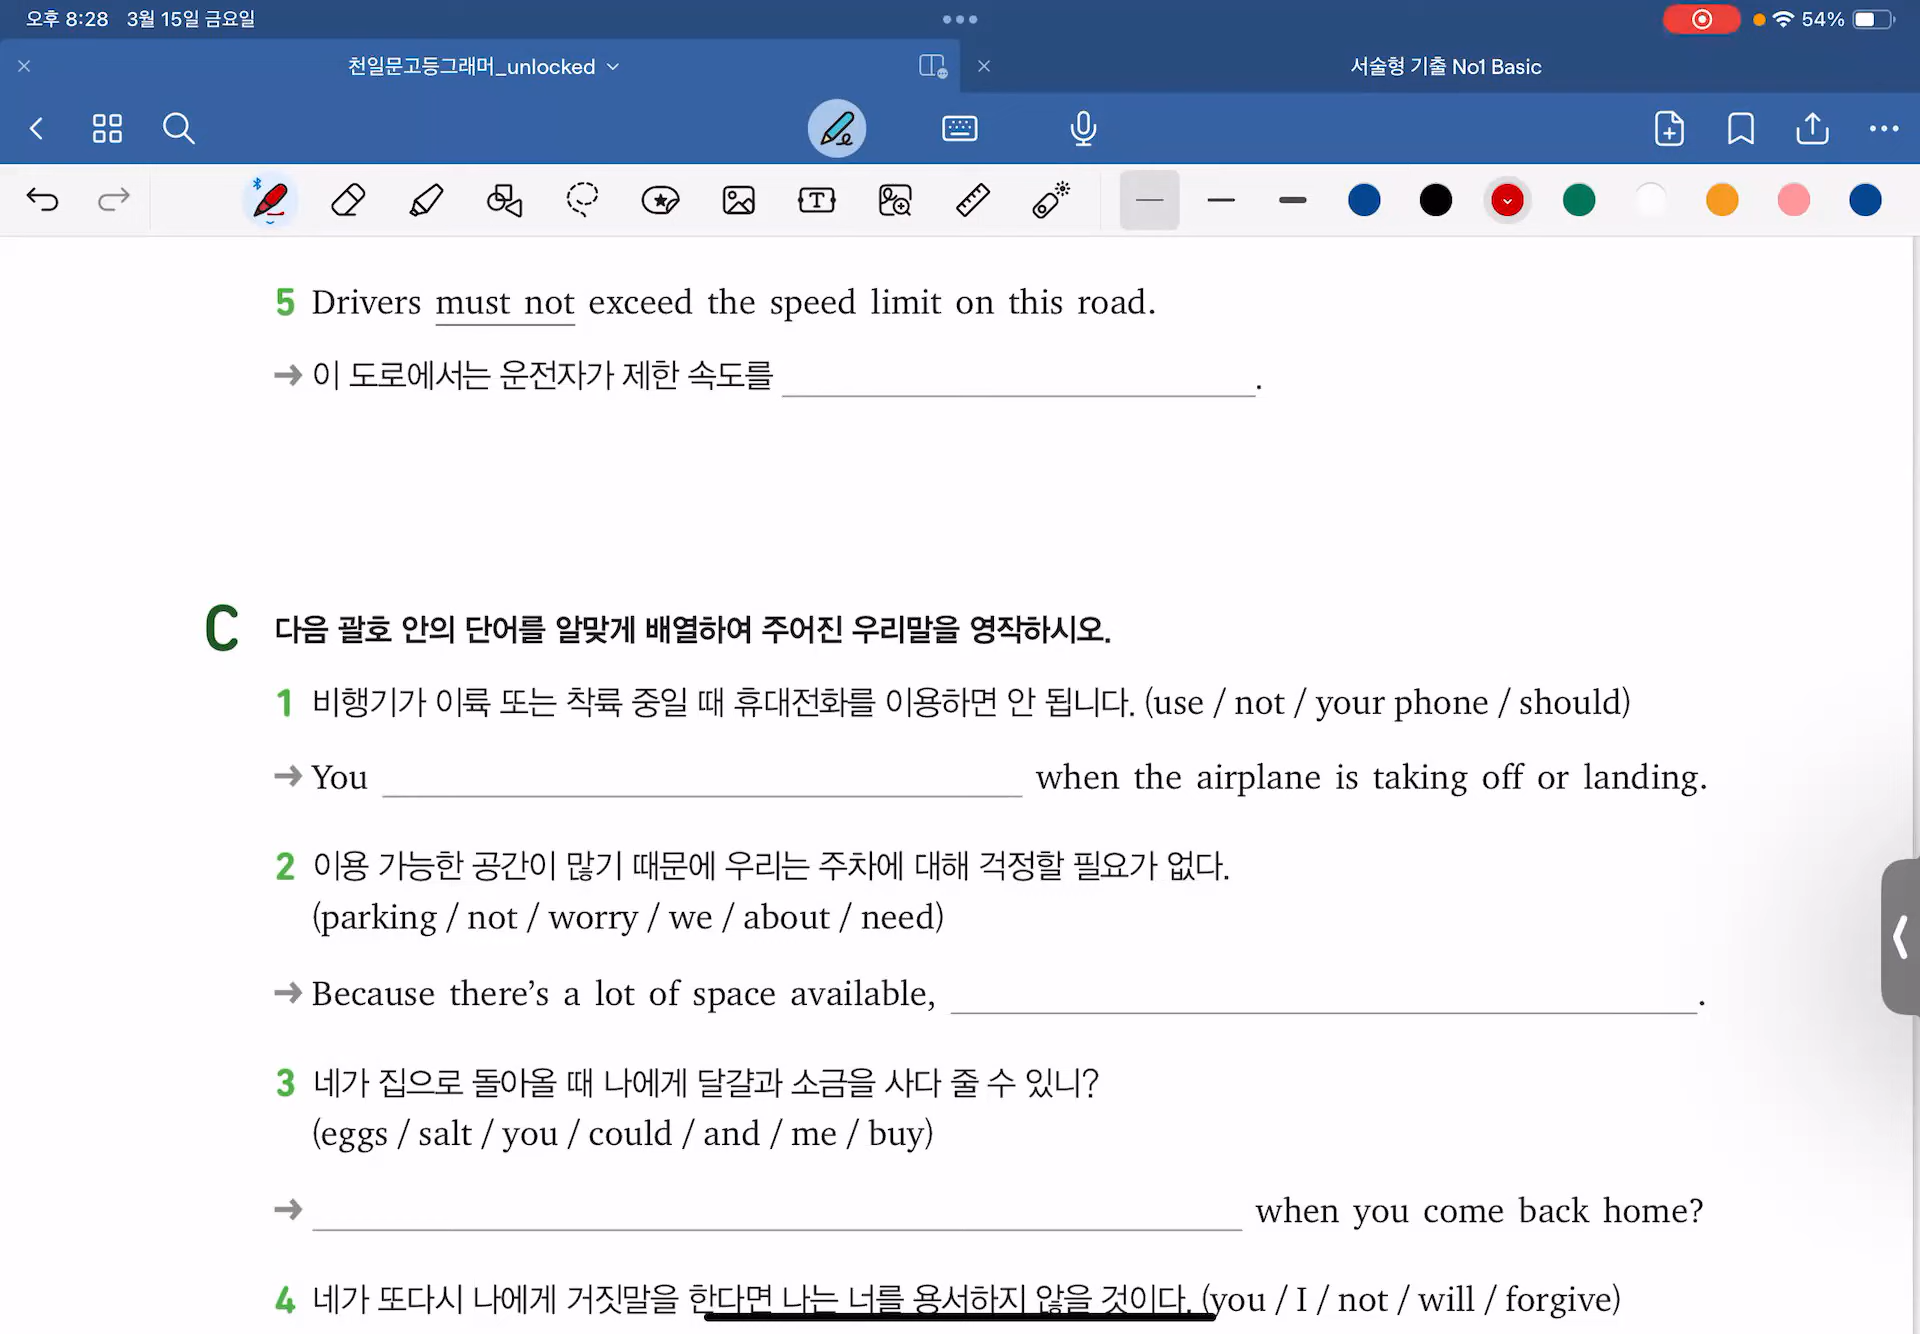 오후 8:28 3월 15일 금요일
54%
천일문고등그래머_unlocked
서술형 기출 No1 Basic
5 Drivers must not exceed the speed limit on this road.
→ 이 도로에서는 운전자가 제한 속도를 ____________.
C 다음 괄호 안의 단어를 알맞게 배열하여 주어진 우리말을 영작하시오.
1 비행기가 이륙 또는 착륙 중일 때 휴대전화를 이용하면 안 됩니다. (use / not / your phone / should)
→ You ____________ when the airplane is taking off or landing.
2 이용 가능한 공간이 많기 때문에 우리는 주차에 대해 걱정할 필요가 없다.
(parking / not / worry / we / about / need)
→ Because there’s a lot of space available, ____________.
3 네가 집으로 돌아올 때 나에게 달걀과 소금을 사다 줄 수 있니?
(eggs / salt / you / could / and / me / buy)
→ ____________ when you come back home?
4 네가 또다시 나에게 거짓말을 한다면 나는 너를 용서하지 않을 것이다. (you / I / not / will / forgive)